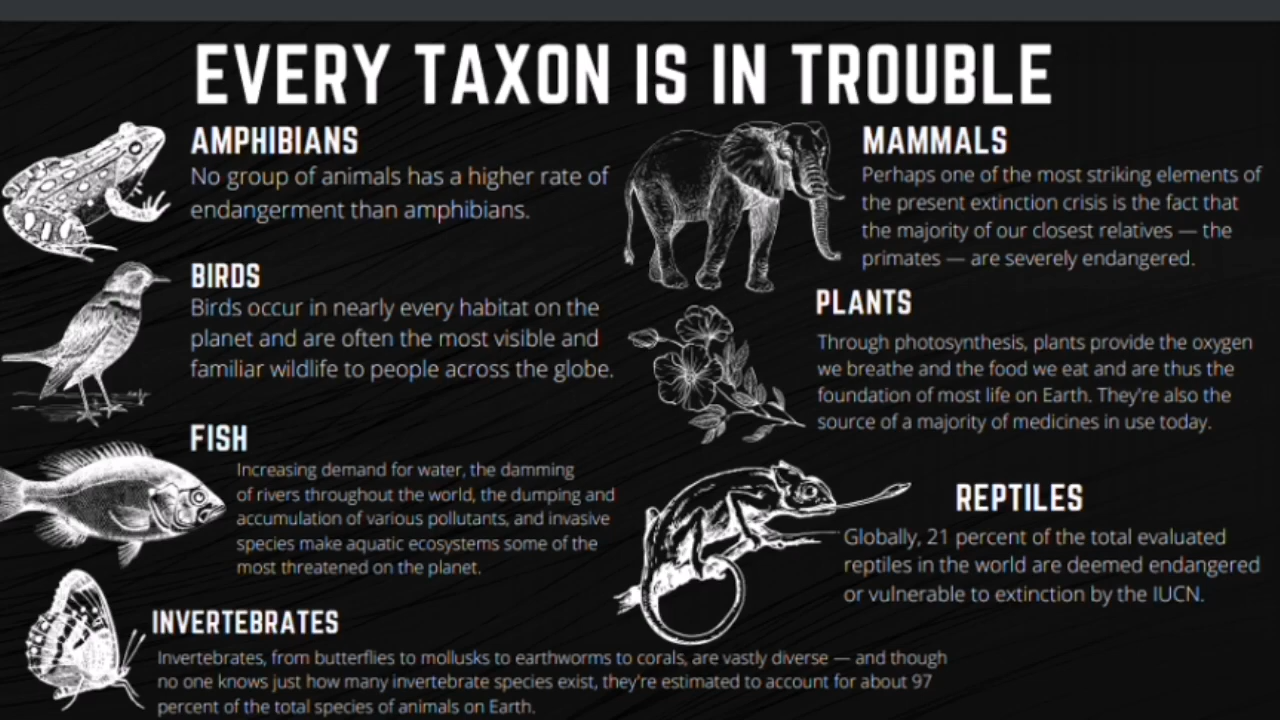 EVERY TAXON IS IN TROUBLE
AMPHIBIANS
No group of animals has a higher rate of
endangerment than amphibians.
BIRDS
Birds occur in nearly every habitat on the
planet and are often the most visible and
familiar wildlife to people across the globe.
FISH
Increasing demand for water, the damming
of rivers throughout the world, the dumping and
accumulation of various pollutants, and invasive
species make aquatic ecosystems some of the
most threatened on the planet.
INVERTEBRATES
Invertebrates, from butterflies to mollusks to earthworms to corals, are vastly diverse — and though
no one knows just how many invertebrate species exist, they're estimated to account for about 97
percent of the total species of animals on Earth.
MAMMALS
Perhaps one of the most striking elements of
the present extinction crisis is the fact that
the majority of our closest relatives — the
primates — are severely endangered.
PLANTS
Through photosynthesis, plants provide the oxygen
we breathe and the food we eat and are thus the
foundation of most life on Earth. They're also the
source of a majority of medicines in use today.
REPTILES
Globally, 21 percent of the total evaluated
reptiles in the world are deemed endangered
or vulnerable to extinction by the IUCN.